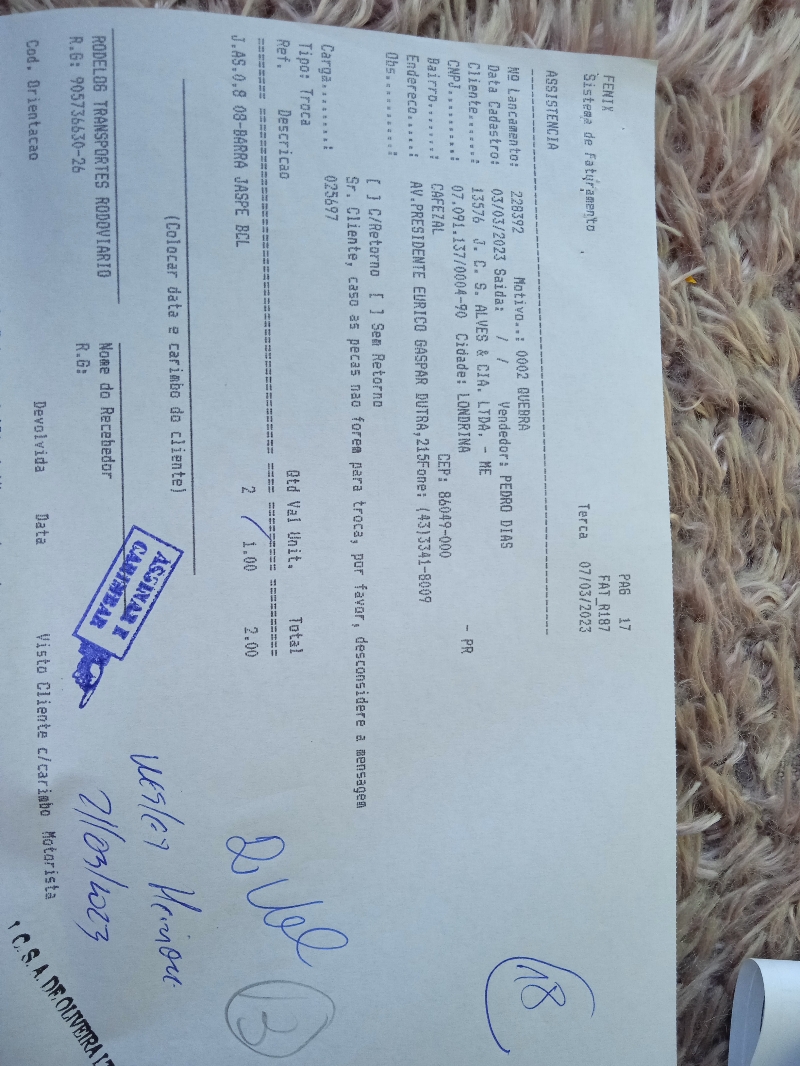 FENIX PAG 17
Sistema de Faturamento FAT_R187
Terca 07/03/2023
ASSISTENCIA
NO Lancamento: 228392 Motivo..: 0002 QUEBRA
Data Cadastro: 03/03/2023 Saida: / / Vendedor: PEDRO DIAS
Cliente......: 13576 J. C. S. ALVES & CIA. LTDA. - ME
CNPJ.........: 07.091.137/0004-90 Cidade: LONDRINA - PR
Bairro.......: CAFEZAL CEP: 86049-000
Endereco.....: AV.PRESIDENTE EURICO GASPAR DUTRA,215Fone: (43)3341-8009
Obs..........:
[ ] C/Retorno [ ] Sem Retorno
Sr. Cliente, caso as pecas nao forem para troca, por favor, desconsidere a mensagem
Carga........: 025697
Tipo: Troca
Ref. Descricao Qtd Val Unit. Total
J.AS.0.8 08-BARRA JASPE BCL 2 1.00 2.00
(Colocar data e carimbo do cliente)
RODELOG TRANSPORTES RODOVIARIO Nome do Recebedor
R.G: 905736630-26 R.G:
Cod. Orientacao Devolvida Data Visto Cliente c/carimbo Motorista
ASSINAR E
CARIMBAR
21/03/2023
2 Vol
13
18
C. S. A. DE OLIVEIRA